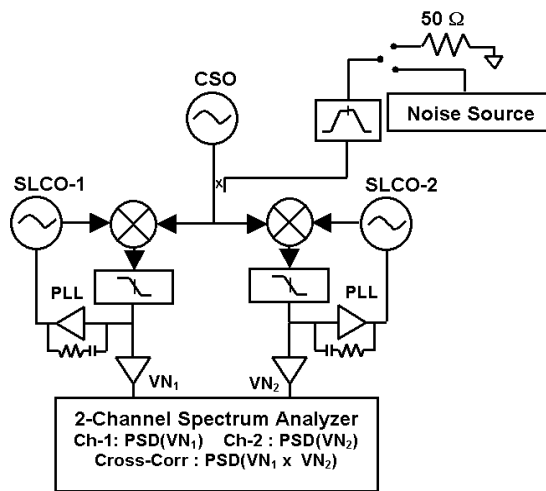 50 Ω
CSO
Noise Source
SLCO-1
SLCO-2
x
PLL
PLL
VN₁
VN₂
2-Channel Spectrum Analyzer
Ch-1: PSD(VN₁) Ch-2 : PSD(VN₂)
Cross-Corr : PSD(VN₁ x VN₂)